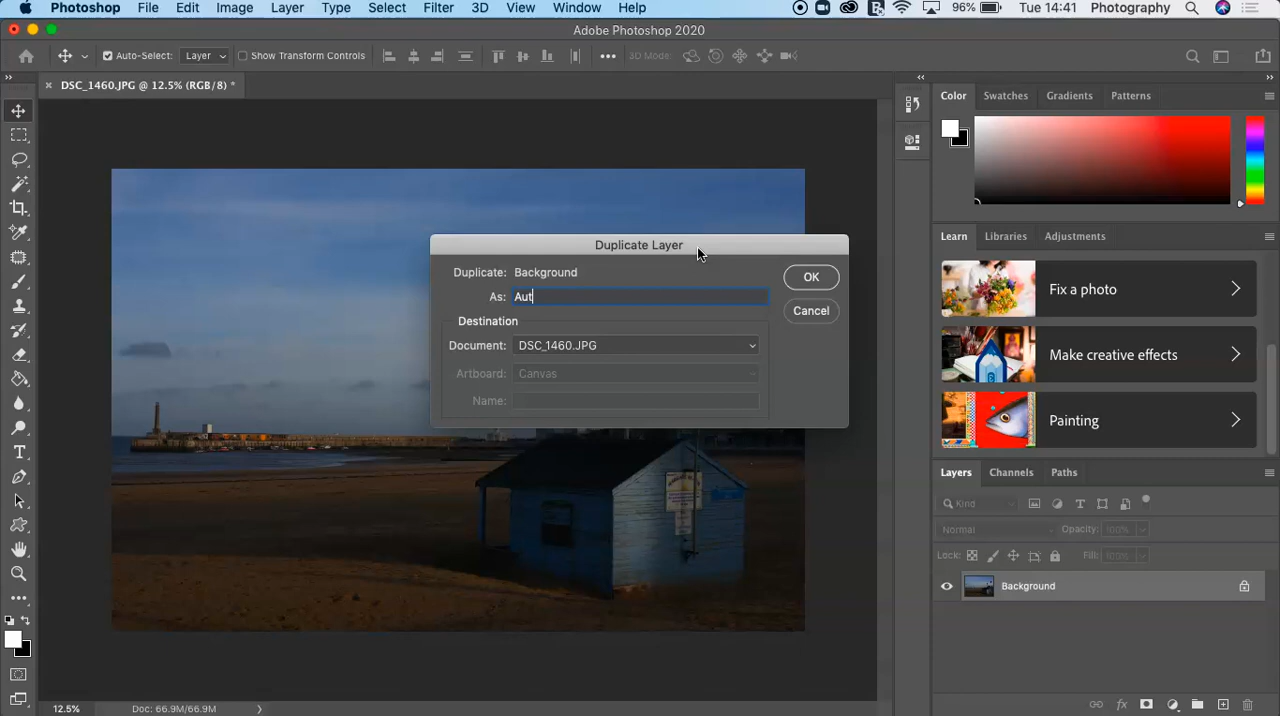 Photoshop File Edit Image Layer Type Select Filter 3D View Window Help 96% Tue 14:41 Photography
Adobe Photoshop 2020
Auto-Select: Layer Show Transform Controls 3D Mode:
DSC_1460.JPG @ 12.5% (RGB/8) *
Color Swatches Gradients Patterns
Duplicate Layer
Duplicate: Background
As: Aut
OK
Destination
Cancel
Document: DSC_1460.JPG
Artboard: Canvas
Name:
Learn Libraries Adjustments
Fix a photo
Make creative effects
Painting
Layers Channels Paths
Kind
Normal Opacity: 100%
Lock: Fill: 100%
Background
12.5% Doc: 66.9M/66.9M